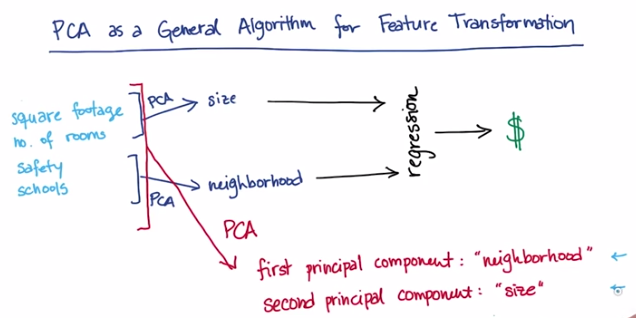 PCA as a General Algorithm for Feature Transformation
square footage
no. of rooms
safety
schools
PCA
size
PCA
neighborhood
regression
$
PCA
first principal component: "neighborhood"
second principal component: "size"